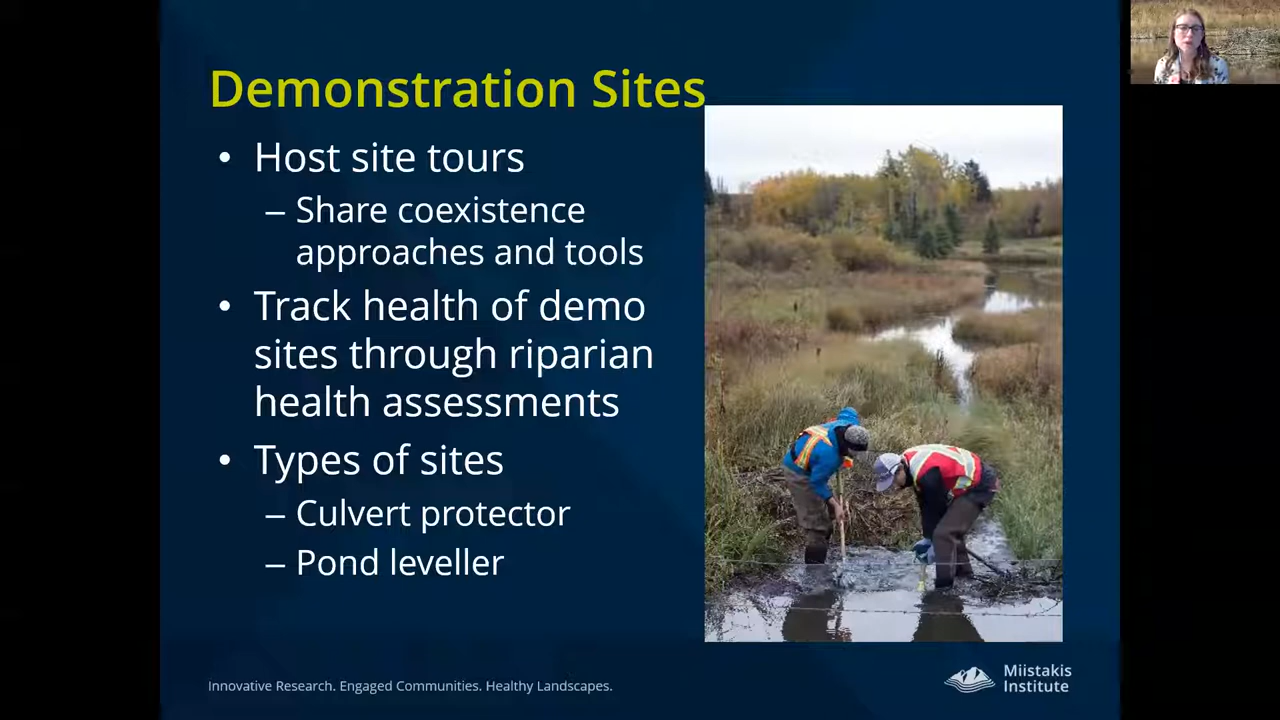 Demonstration Sites
• Host site tours
– Share coexistence
approaches and tools
• Track health of demo
sites through riparian
health assessments
• Types of sites
– Culvert protector
– Pond leveller
Innovative Research. Engaged Communities. Healthy Landscapes.
Miistakis
Institute